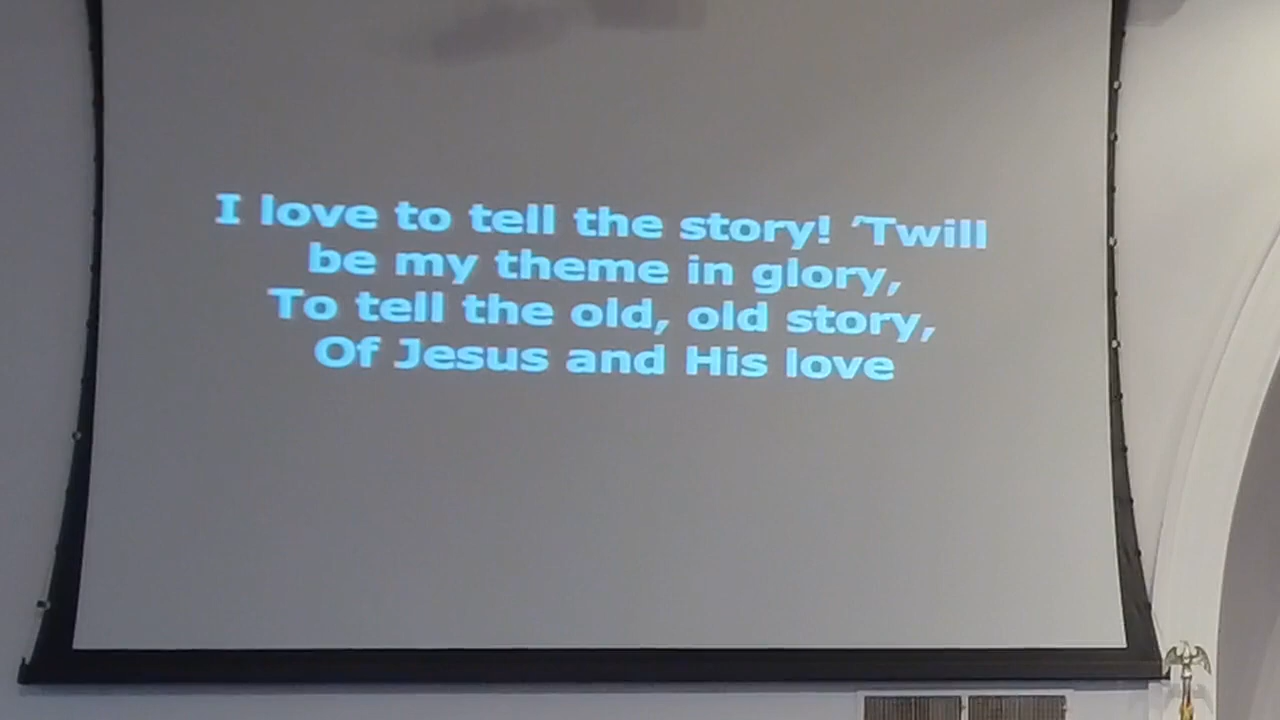 I love to tell the story! ’Twill
be my theme in glory,
To tell the old, old story,
Of Jesus and His love